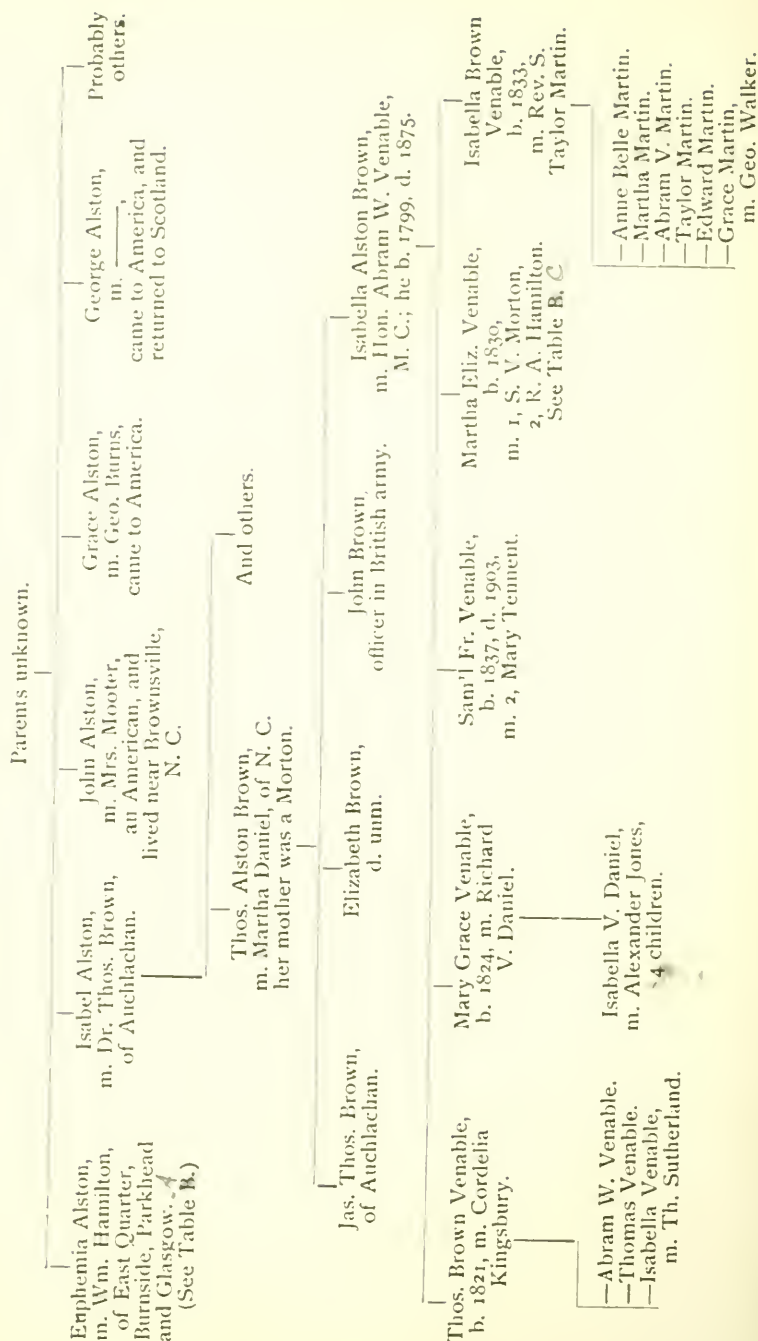 Parents unknown.
Euphemia Alston,
m. Wm. Hamilton,
of East Quarter,
Burnside, Parkhead
and Glasgow.
(See Table B.)
Isabel Alston,
m. Dr. Thos. Brown,
of Auchlachan.
John Alston,
m. Mrs. Mooter,
an American, and
lived near Brownsville,
N. C.
Grace Alston,
m. Geo. Burns,
came to America.
George Alston,
m. ———,
came to America, and
returned to Scotland.
Probably
others.
Thos. Alston Brown,
m. Martha Daniel, of N. C.
her mother was a Morton.
And others.
Jas. Thos. Brown,
of Auchlachan.
Elizabeth Brown,
d. unm.
John Brown,
officer in British army.
Isabella Alston Brown,
m. Hon. Abram W. Venable,
M. C.; he b. 1799, d. 1875.
Thos. Brown Venable,
b. 1821, m. Cordelia
Kingsbury.
Mary Grace Venable,
b. 1824, m. Richard
V. Daniel.
Sam'l Fr. Venable,
b. 1837, d. 1903,
m. 2, Mary Tennent.
Martha Eliz. Venable,
b. 1830,
m. 1, S. V. Morton,
2, R. A. Hamilton.
See Table B. C
Isabella Brown
Venable,
b. 1833,
m. Rev. S.
Taylor Martin.
—Abram W. Venable.
—Thomas Venable.
—Isabella Venable,
m. Th. Sutherland.
Isabella V. Daniel,
m. Alexander Jones,
4 children.
—Anne Belle Martin.
—Martha Martin.
—Abram V. Martin.
—Taylor Martin.
—Edward Martin.
—Grace Martin,
m. Geo. Walker.